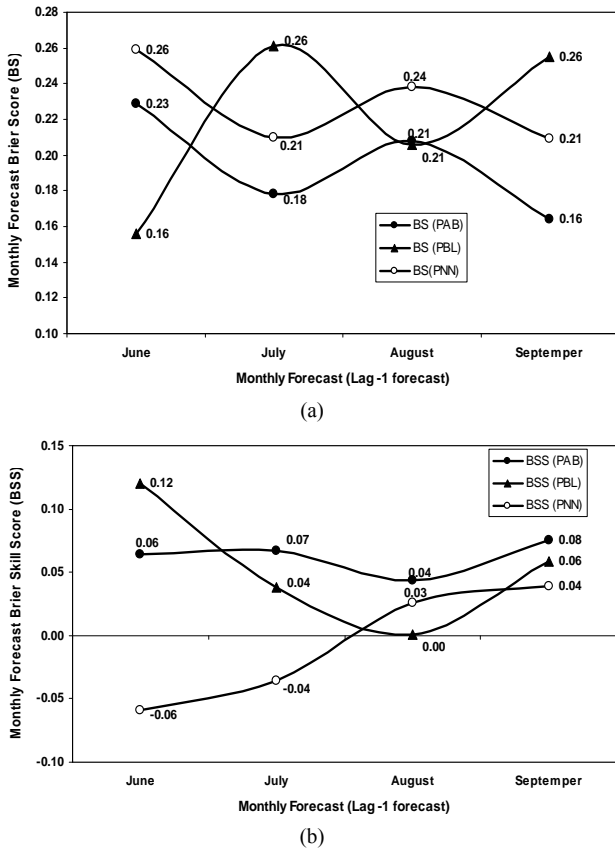 Monthly Forecast Brier Score (BS)
0.28
0.26
0.24
0.22
0.20
0.18
0.16
0.14
0.12
0.10
0.26
0.23
0.16
0.26
0.21
0.18
0.24
0.21
0.21
0.26
0.21
0.16
BS (PAB)
BS (PBL)
BS(PNN)
June July August Septemper
Monthly Forecast (Lag -1 forecast)
(a)
Monthly Forecast Brier Skill Score (BSS)
0.15
0.10
0.05
0.00
-0.05
-0.10
0.12
0.06
-0.06
0.07
0.04
-0.04
0.04
0.03
0.00
0.08
0.06
0.04
BSS (PAB)
BSS (PBL)
BSS (PNN)
June July August Septemper
Monthly Forecast (Lag -1 forecast)
(b)